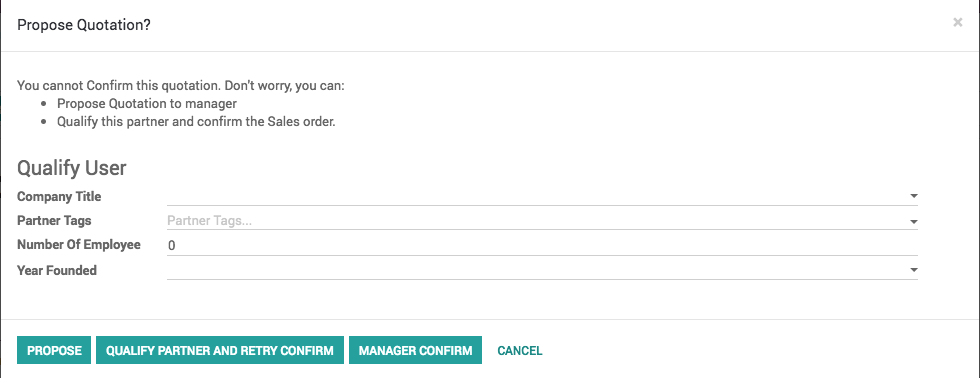 Propose Quotation?
×
You cannot Confirm this quotation. Don't worry, you can:
• Propose Quotation to manager
• Qualify this partner and confirm the Sales order.
Qualify User
Company Title
Partner Tags Partner Tags...
Number Of Employee 0
Year Founded
PROPOSE QUALIFY PARTNER AND RETRY CONFIRM MANAGER CONFIRM CANCEL